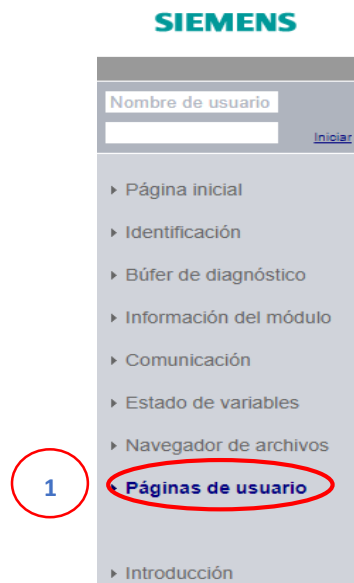 SIEMENS
Nombre de usuario
Iniciar
Página inicial
Identificación
Búfer de diagnóstico
Información del módulo
Comunicación
Estado de variables
Navegador de archivos
1 Páginas de usuario
Introducción